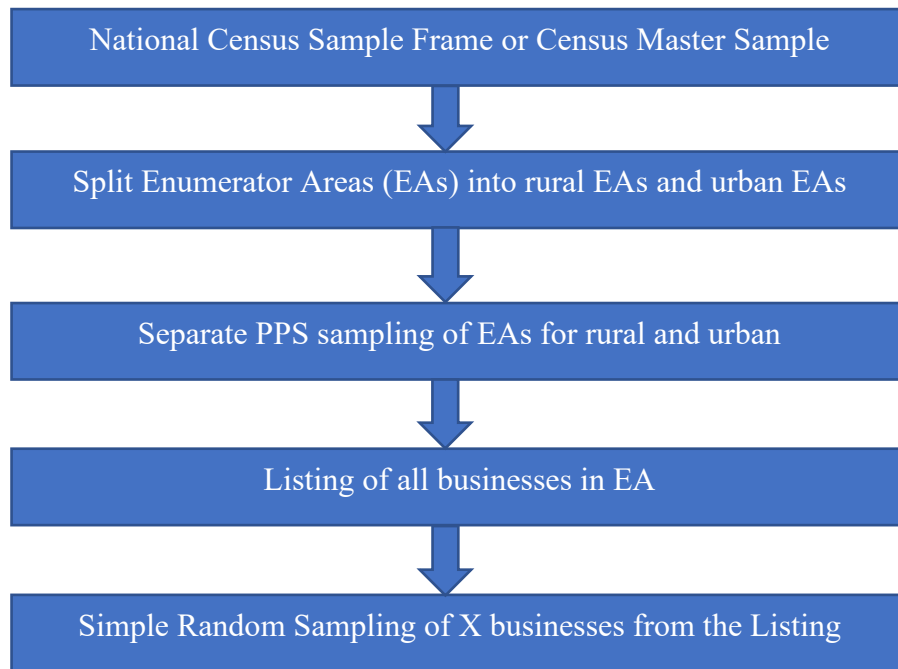 National Census Sample Frame or Census Master Sample
Split Enumerator Areas (EAs) into rural EAs and urban EAs
Separate PPS sampling of EAs for rural and urban
Listing of all businesses in EA
Simple Random Sampling of X businesses from the Listing